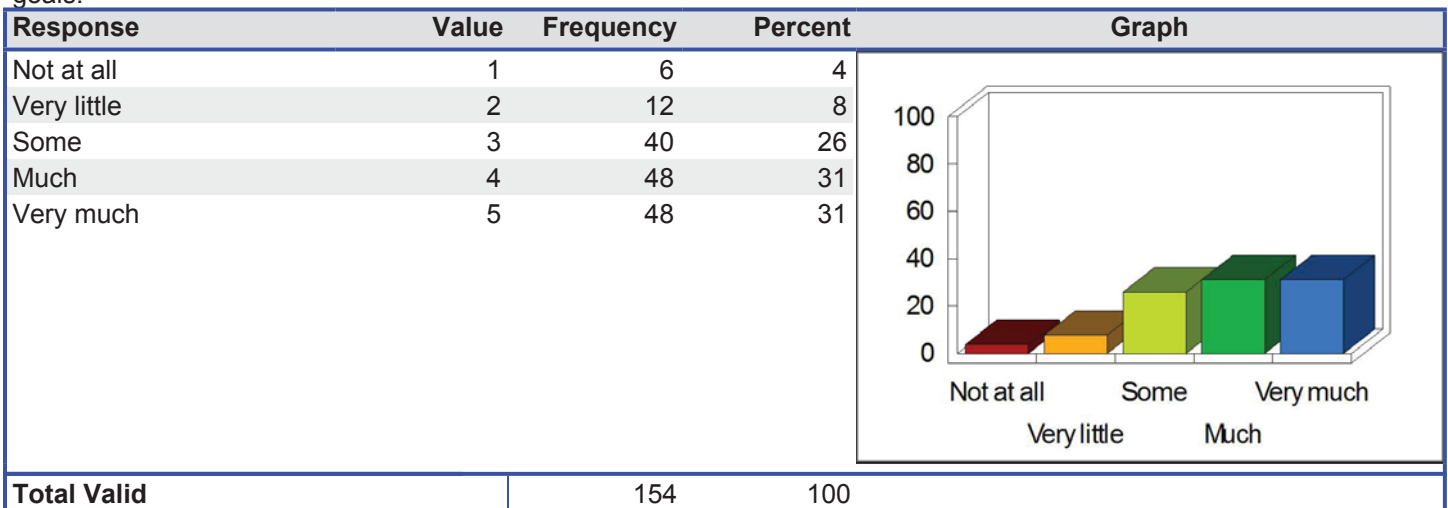 goals.
Response Value Frequency Percent Graph
Not at all 1 6 4
Very little 2 12 8
Some 3 40 26
Much 4 48 31
Very much 5 48 31
100
80
60
40
20
0
Not at all Some Very much
Very little Much
Total Valid 154 100